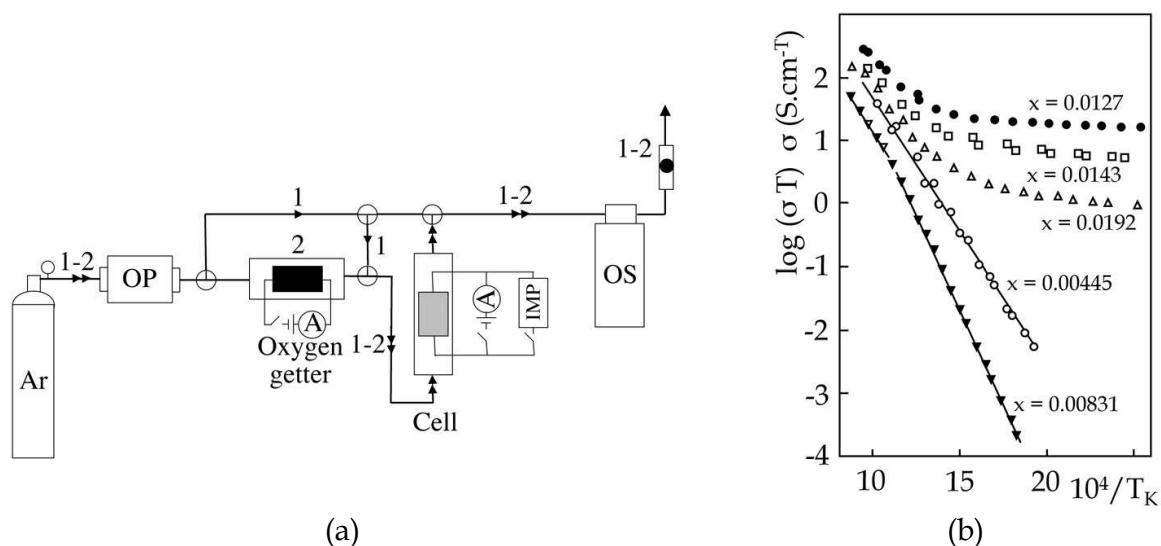 1-2
OP
1
2
A
Oxygen
getter
Ar
1
1-2
1-2
A
IMP
Cell
OS
1-2
(a)
log (σ T) σ (S.cm⁻ᵀ)
2
1
0
-1
-2
-3
-4
x = 0.0127
x = 0.0143
x = 0.0192
x = 0.00445
x = 0.00831
10
15
20
10⁴/T_K
(b)